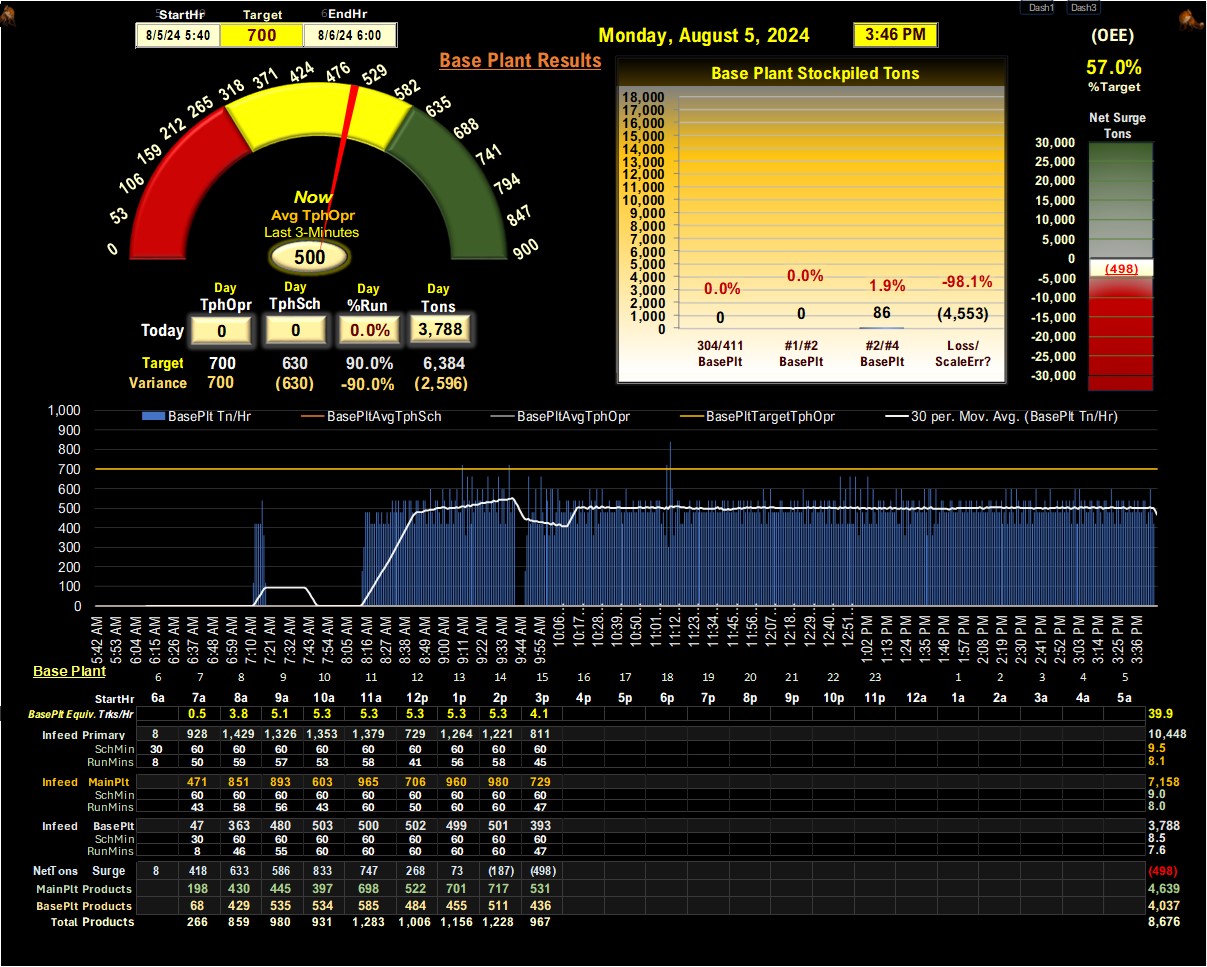 Dash1 Dash3
StartHr Target EndHr
8/5/24 5:40 700 8/6/24 6:00
Monday, August 5, 2024 3:46 PM
(OEE)
57.0%
%Target
Base Plant Results
Net Surge
Tons
30,000
25,000
20,000
15,000
10,000
5,000
0
(498)
-5,000
-10,000
-15,000
-20,000
-25,000
-30,000
0 53 106 159 212 265 318 371 424 476 529 582 635 688 741 794 847 900
Now
Avg TphOpr
Last 3-Minutes
500
Base Plant Stockpiled Tons
18,000
17,000
16,000
15,000
14,000
13,000
12,000
11,000
10,000
9,000
8,000
7,000
6,000
5,000
4,000
3,000
2,000
1,000
0
0.0% 0.0% 1.9% -98.1%
0 0 86 (4,553)
304/411 #1/#2 #2/#4 Loss/
BasePlt BasePlt BasePlt ScaleErr?
Day Day Day Day
TphOpr TphSch %Run Tons
Today 0 0 0.0% 3,788
Target 700 630 90.0% 6,384
Variance 700 (630) -90.0% (2,596)
BasePlt Tn/Hr BasePltAvgTphSch BasePltAvgTphOpr BasePltTargetTphOpr 30 per. Mov. Avg. (BasePlt Tn/Hr)
1,000
900
800
700
600
500
400
300
200
100
0
5:42 AM 5:53 AM 6:04 AM 6:16 AM 6:26 AM 6:37 AM 6:48 AM 6:59 AM 7:10 AM 7:21 AM 7:32 AM 7:43 AM 7:54 AM 8:05 AM 8:16 AM 8:27 AM 8:38 AM 8:49 AM 9:00 AM 9:11 AM 9:22 AM 9:33 AM 9:44 AM 9:55 AM 10:06… 10:17… 10:28… 10:39… 10:50… 11:01… 11:12… 11:23… 11:34… 11:45… 11:56… 12:07… 12:18… 12:29… 12:40… 12:51… 1:02 PM 1:13 PM 1:24 PM 1:35 PM 1:46 PM 1:57 PM 2:08 PM 2:19 PM 2:30 PM 2:41 PM 2:52 PM 3:03 PM 3:14 PM 3:25 PM 3:36 PM
Base Plant
6 7 8 9 10 11 12 13 14 15 16 17 18 19 20 21 22 23 1 2 3 4 5
StartHr 6a 7a 8a 9a 10a 11a 12p 1p 2p 3p 4p 5p 6p 7p 8p 9p 10p 11p 12a 1a 2a 3a 4a 5a
BasePlt Equiv. Trks/Hr 0.5 3.8 5.1 5.3 5.3 5.3 5.3 5.3 4.1 39.9
Infeed Primary 8 928 1,429 1,326 1,353 1,379 729 1,264 1,221 811 10,448
SchMin 30 60 60 60 60 60 60 60 60 60 9.5
RunMins 8 50 59 57 53 58 41 56 58 45 8.1
Infeed MainPlt 471 851 893 603 965 706 960 980 729 7,158
SchMin 60 60 60 60 60 60 60 60 60 9.0
RunMins 43 58 56 43 60 50 60 60 47 8.0
Infeed BasePlt 47 363 480 503 500 502 499 501 393 3,788
SchMin 30 60 60 60 60 60 60 60 60 8.5
RunMins 8 46 55 60 60 60 60 60 47 7.6
NetTons Surge 8 418 633 586 833 747 268 73 (187) (498) (498)
MainPlt Products 198 430 445 397 698 522 701 717 531 4,639
BasePlt Products 68 429 535 534 585 484 455 511 436 4,037
Total Products 266 859 980 931 1,283 1,006 1,156 1,228 967 8,676